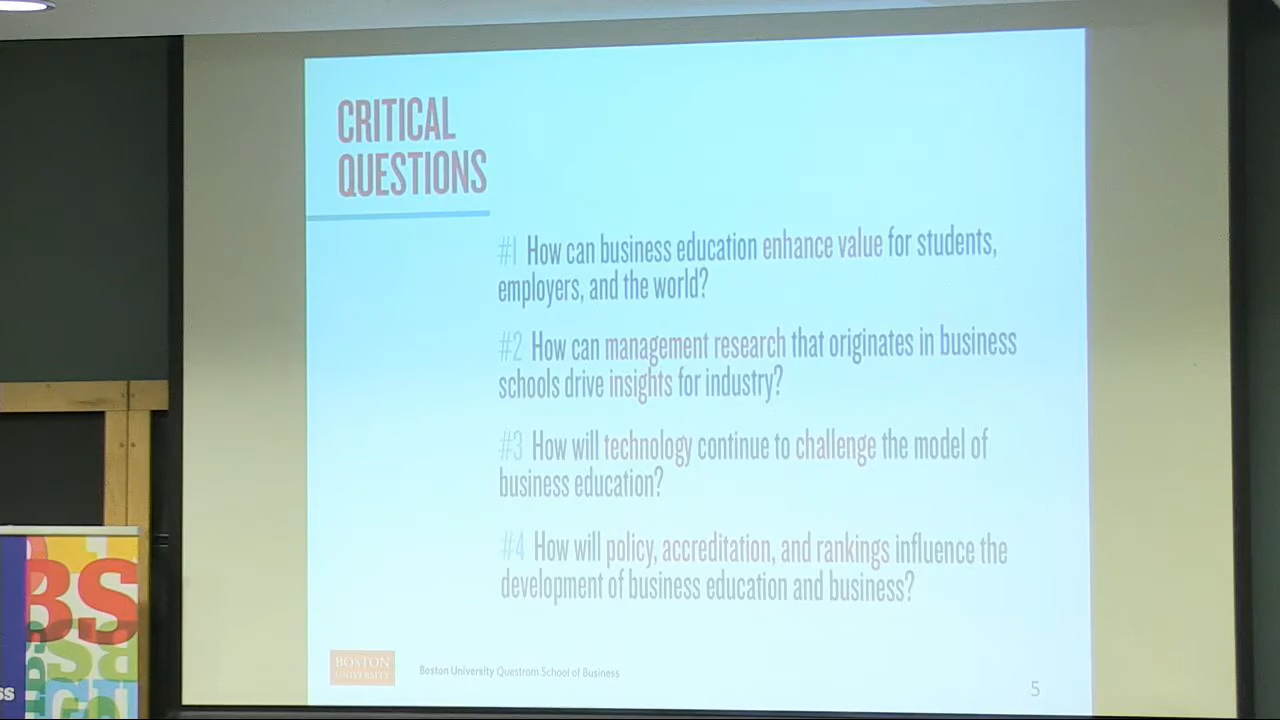 CRITICAL
QUESTIONS
#1 How can business education enhance value for students,
employers, and the world?
#2 How can management research that originates in business
schools drive insights for industry?
#3 How will technology continue to challenge the model of
business education?
#4 How will policy, accreditation, and rankings influence the
development of business education and business?
BOSTON
UNIVERSITY
Boston University Questrom School of Business
5
BS